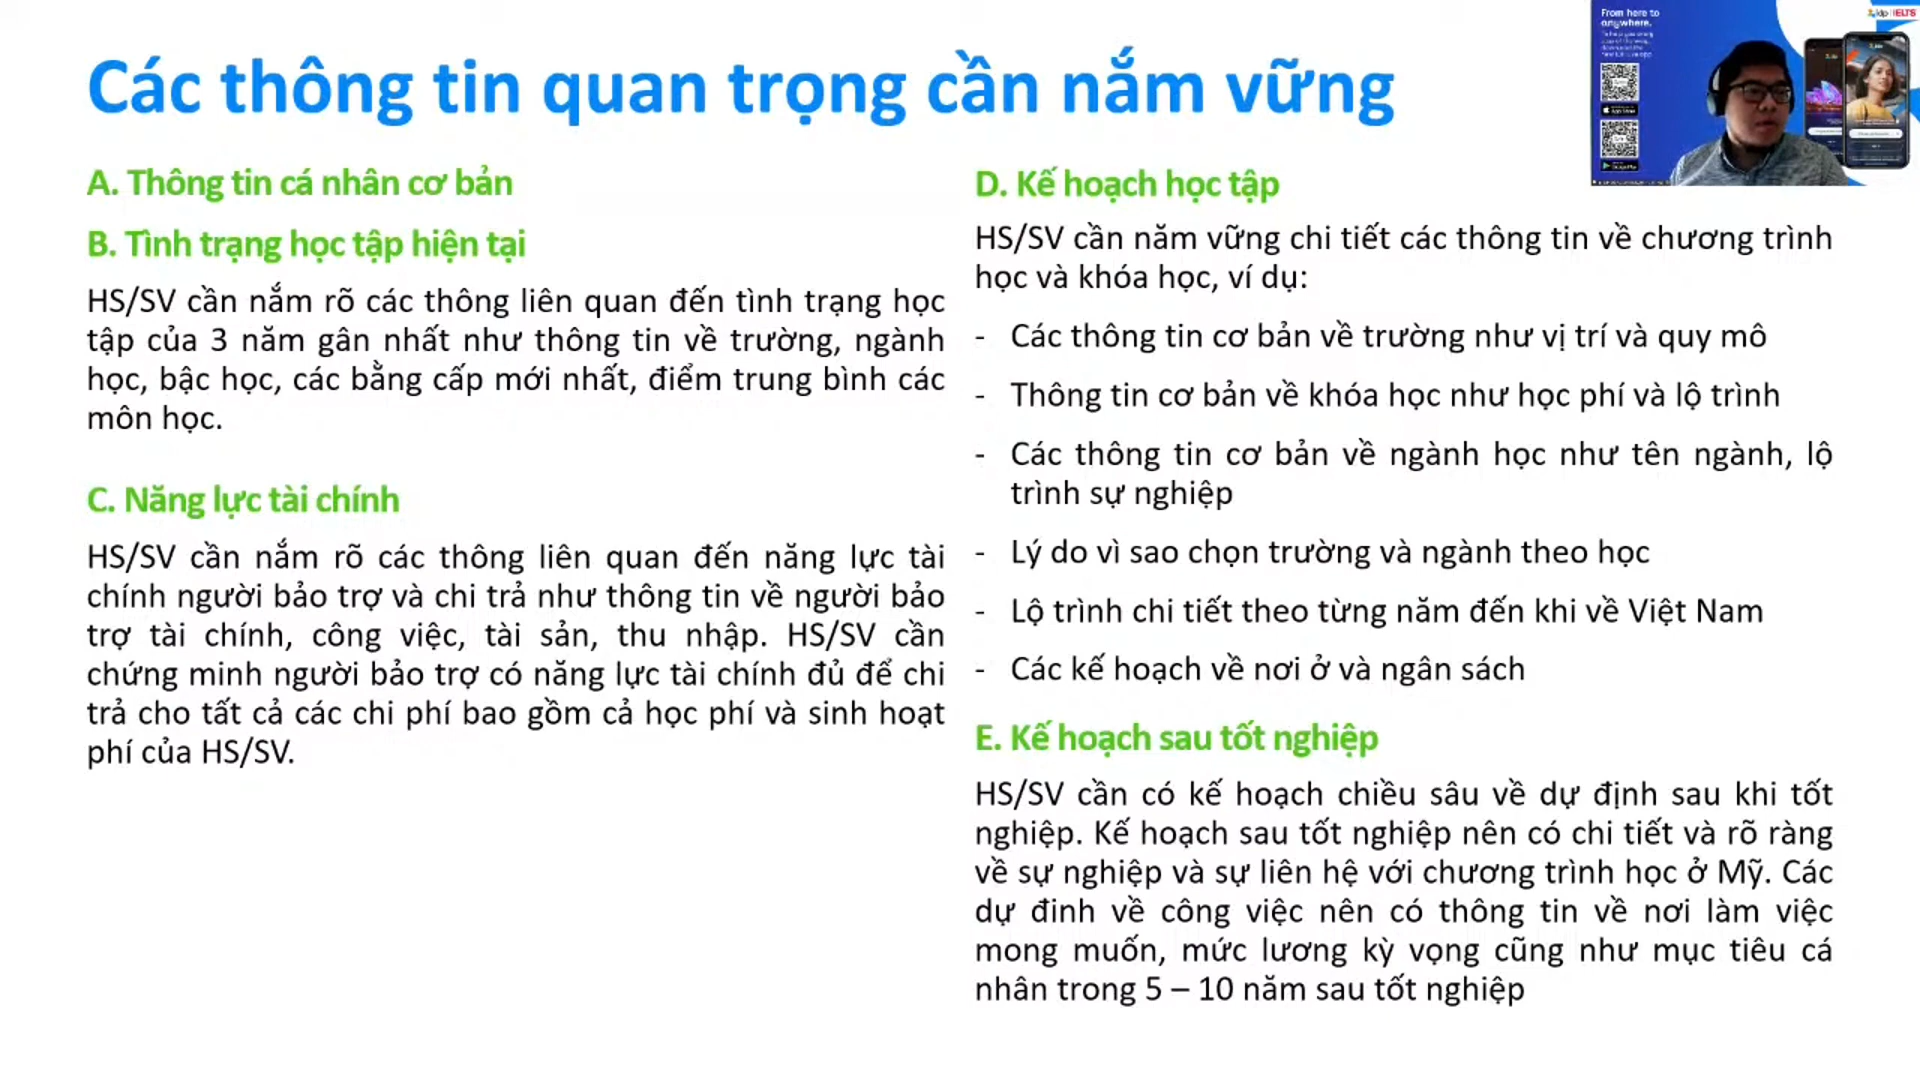 Các thông tin quan trọng cần nắm vững
A. Thông tin cá nhân cơ bản
B. Tình trạng học tập hiện tại
HS/SV cần nắm rõ các thông liên quan đến tình trạng học
tập của 3 năm gân nhất như thông tin về trường, ngành
học, bậc học, các bằng cấp mới nhất, điểm trung bình các
môn học.
C. Năng lực tài chính
HS/SV cần nắm rõ các thông liên quan đến năng lực tài
chính người bảo trợ và chi trả như thông tin về người bảo
trợ tài chính, công việc, tài sản, thu nhập. HS/SV cần
chứng minh người bảo trợ có năng lực tài chính đủ để chi
trả cho tất cả các chi phí bao gồm cả học phí và sinh hoạt
phí của HS/SV.
D. Kế hoạch học tập
HS/SV cần năm vững chi tiết các thông tin về chương trình
học và khóa học, ví dụ:
- Các thông tin cơ bản về trường như vị trí và quy mô
- Thông tin cơ bản về khóa học như học phí và lộ trình
- Các thông tin cơ bản về ngành học như tên ngành, lộ
trình sự nghiệp
- Lý do vì sao chọn trường và ngành theo học
- Lộ trình chi tiết theo từng năm đến khi về Việt Nam
- Các kế hoạch về nơi ở và ngân sách
E. Kế hoạch sau tốt nghiệp
HS/SV cần có kế hoạch chiều sâu về dự định sau khi tốt
nghiệp. Kế hoạch sau tốt nghiệp nên có chi tiết và rõ ràng
về sự nghiệp và sự liên hệ với chương trình học ở Mỹ. Các
dự đinh về công việc nên có thông tin về nơi làm việc
mong muốn, mức lương kỳ vọng cũng như mục tiêu cá
nhân trong 5 – 10 năm sau tốt nghiệp
From here to
anywhere.
idp IELTS